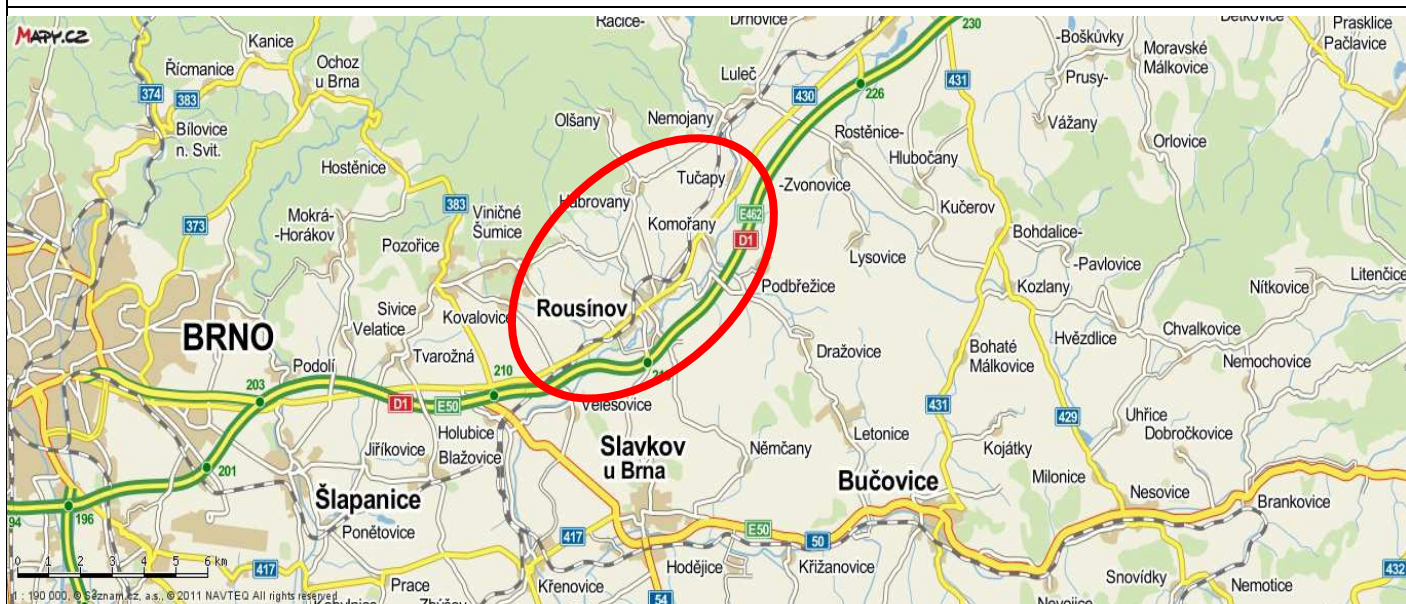 MAPY.CZ
Kanice
Račice-
Drnovice
230
Dětkovice
Prasklice
Pačlavice
-Boškůvky
Moravské
Málkovice
Říčmanice
Ochoz
u Brna
Luleč
431
Prusy-
374
383
430
226
Bílovice
n. Svit.
Olšany
Nemojany
Rostěnice-
Vážany
Orlovice
Hostěnice
Hlubočany
Tučapy
-Zvonovice
383
Viničné
Šumice
Habrovany
Kučerov
373
Mokrá-
-Horákov
Komořany
E462
D1
Pozořice
Lysovice
Bohdalice-
-Pavlovice
Podbřežice
Kozlany
Nítkovice
Litenčice
Sivice
Rousínov
Kovalovice
Velatice
Hvězdlice
Chvalkovice
BRNO
Tvarožná
Dražovice
Bohaté
Málkovice
Nemochovice
Podolí
210
203
D1
E50
Velešovice
431
429
Uhřice
Dobročkovice
Holubice
Blažovice
Jiříkovice
Slavkov
u Brna
Němčany
Letonice
Kojátky
201
Bučovice
Milonice
Nesovice
Brankovice
Šlapanice
94
196
Ponětovice
417
E50
50
Hodějice
Křižanovice
0 1 2 3 4 5 6 km
417
Prace
Křenovice
Snovídky
Nemotice
432
54
1 : 190 000, © Seznam.cz, a.s., © 2011 NAVTEQ All rights reserved